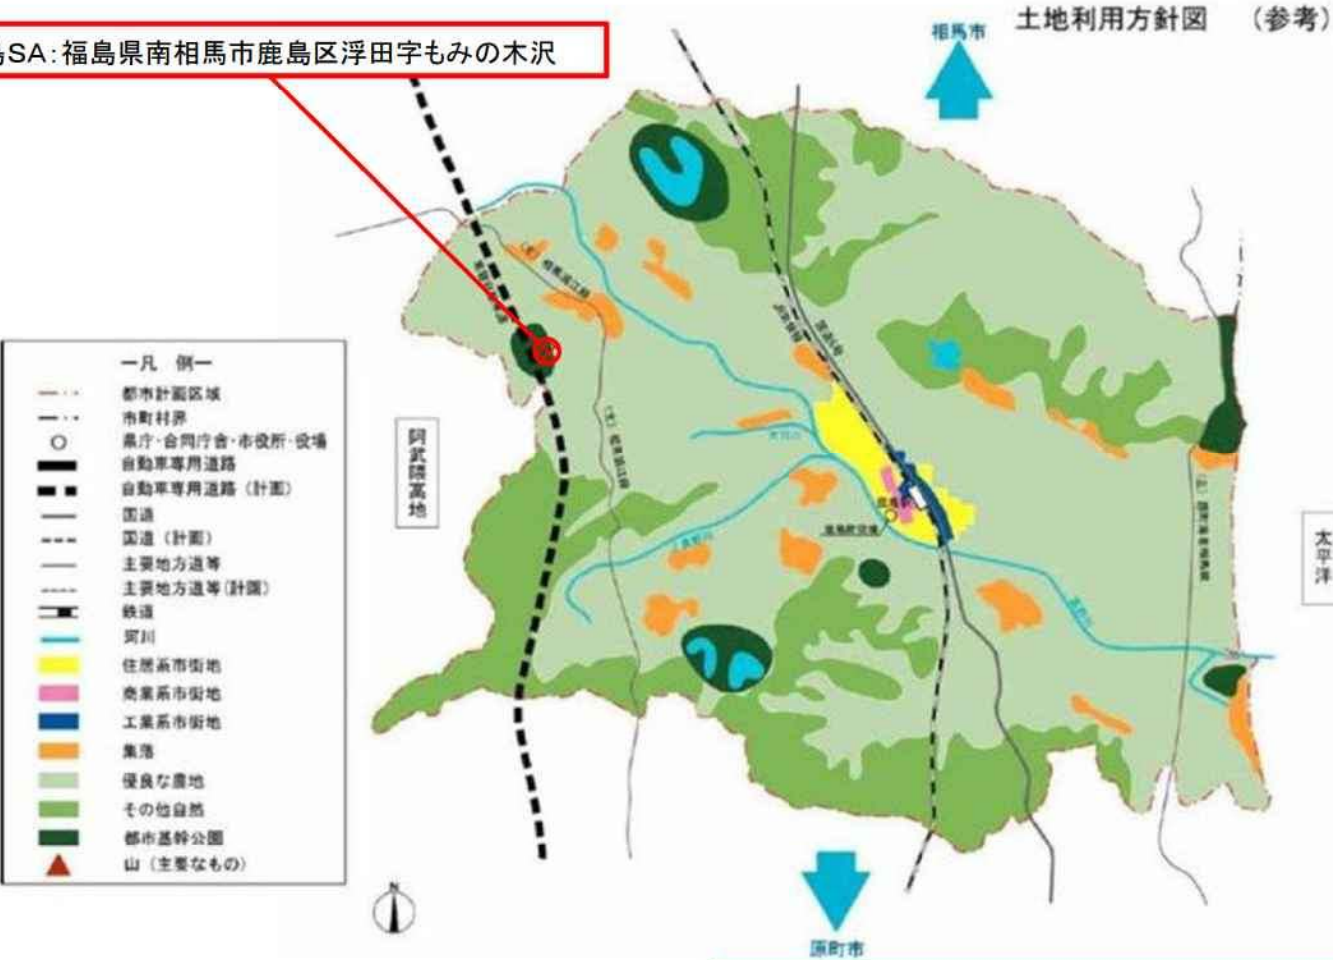 土地利用方針図 (参考)
相馬市
SA:福島県南相馬市鹿島区浮田字もみの木沢
国道6号
ー凡 例ー
都市計画区域
市町村界
県庁・合同庁舎・市役所・役場
自動車専用道路
自動車専用道路(計画)
国道
国道(計画)
主要地方道等
主要地方道等(計画)
鉄道
河川
住居系市街地
商業系市街地
工業系市街地
集落
優良な農地
その他自然
都市基幹公園
山(主要なもの)
阿武隈高地
太平洋
N
原町市